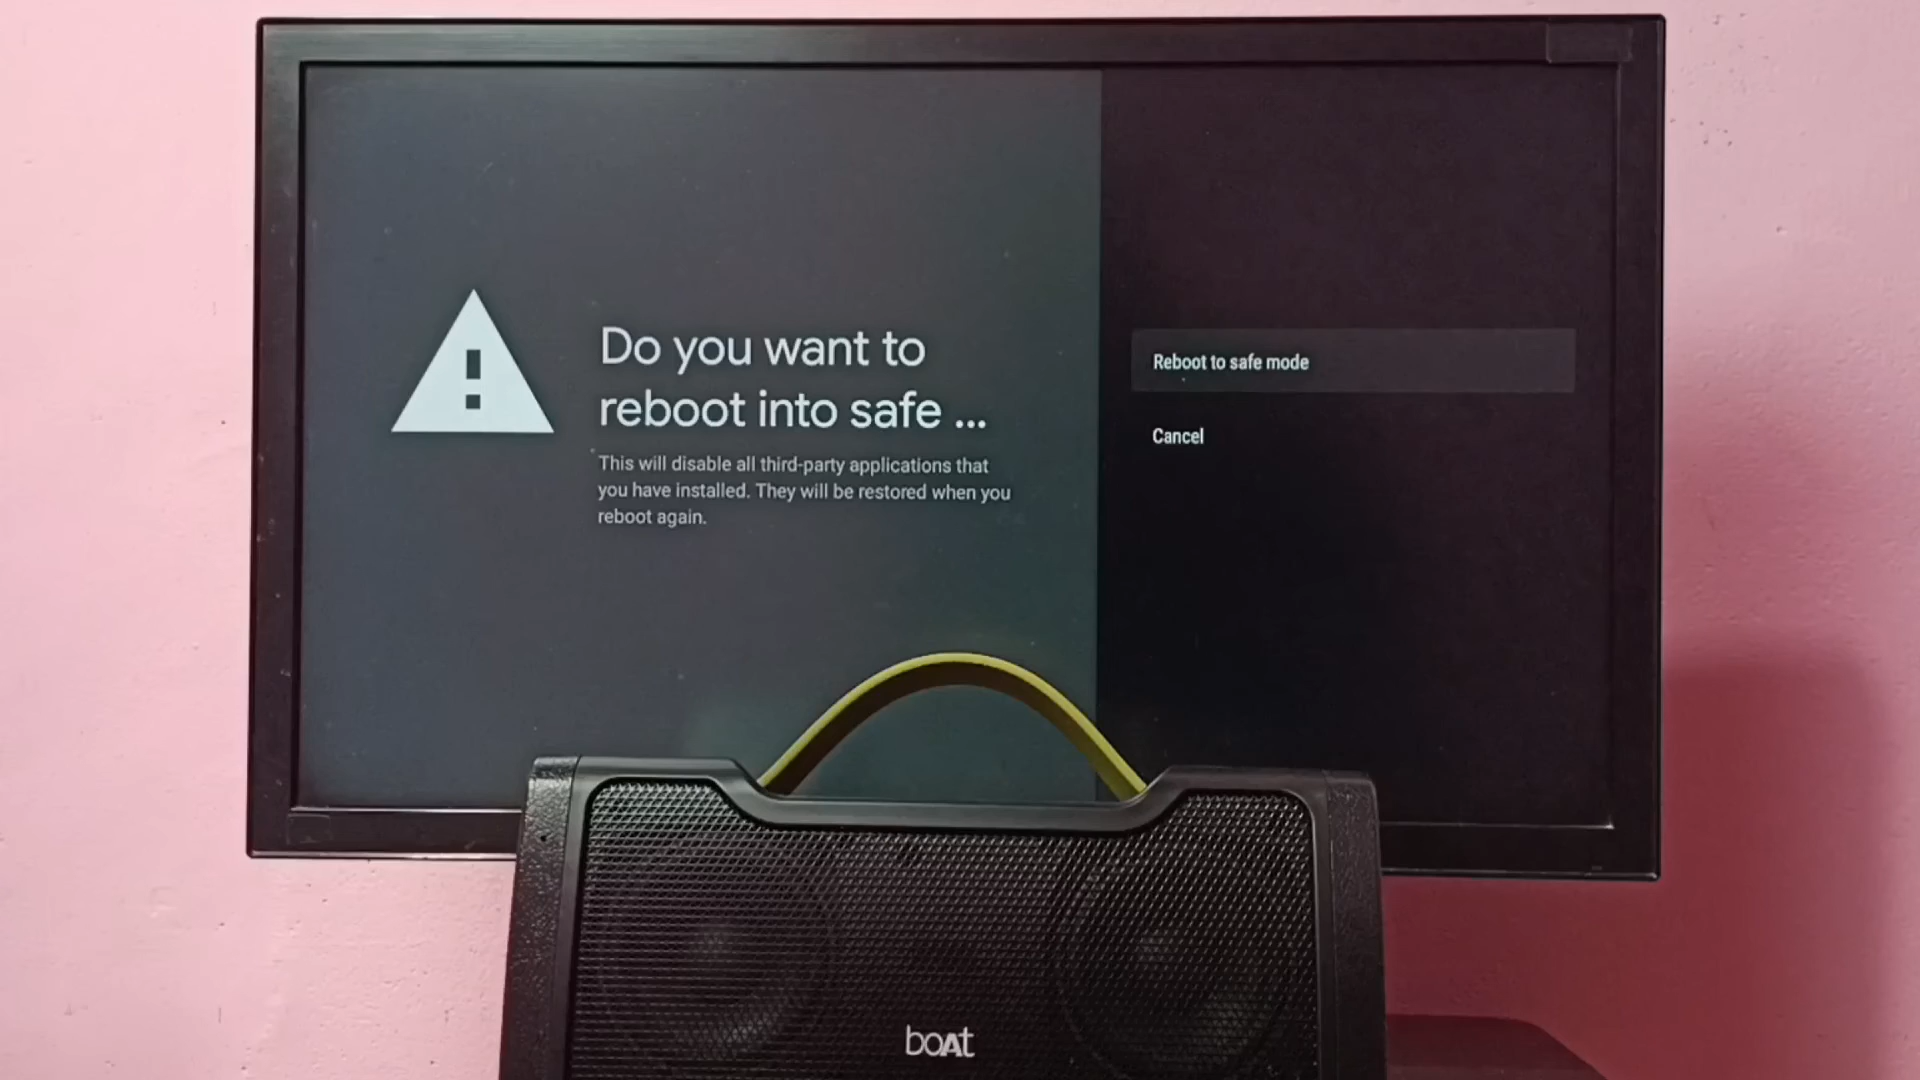 Do you want to
reboot into safe ...
This will disable all third-party applications that
you have installed. They will be restored when you
reboot again.
Reboot to safe mode
Cancel
boAt